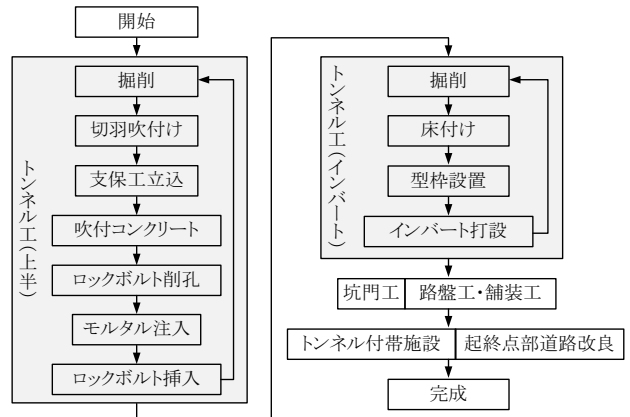 開始
トンネル工(上半)
掘削
切羽吹付け
支保工立込
吹付コンクリート
ロックボルト削孔
モルタル注入
ロックボルト挿入
トンネル工(インバート)
掘削
床付け
型枠設置
インバート打設
坑門工
路盤工・舗装工
トンネル付帯施設
起終点部道路改良
完成